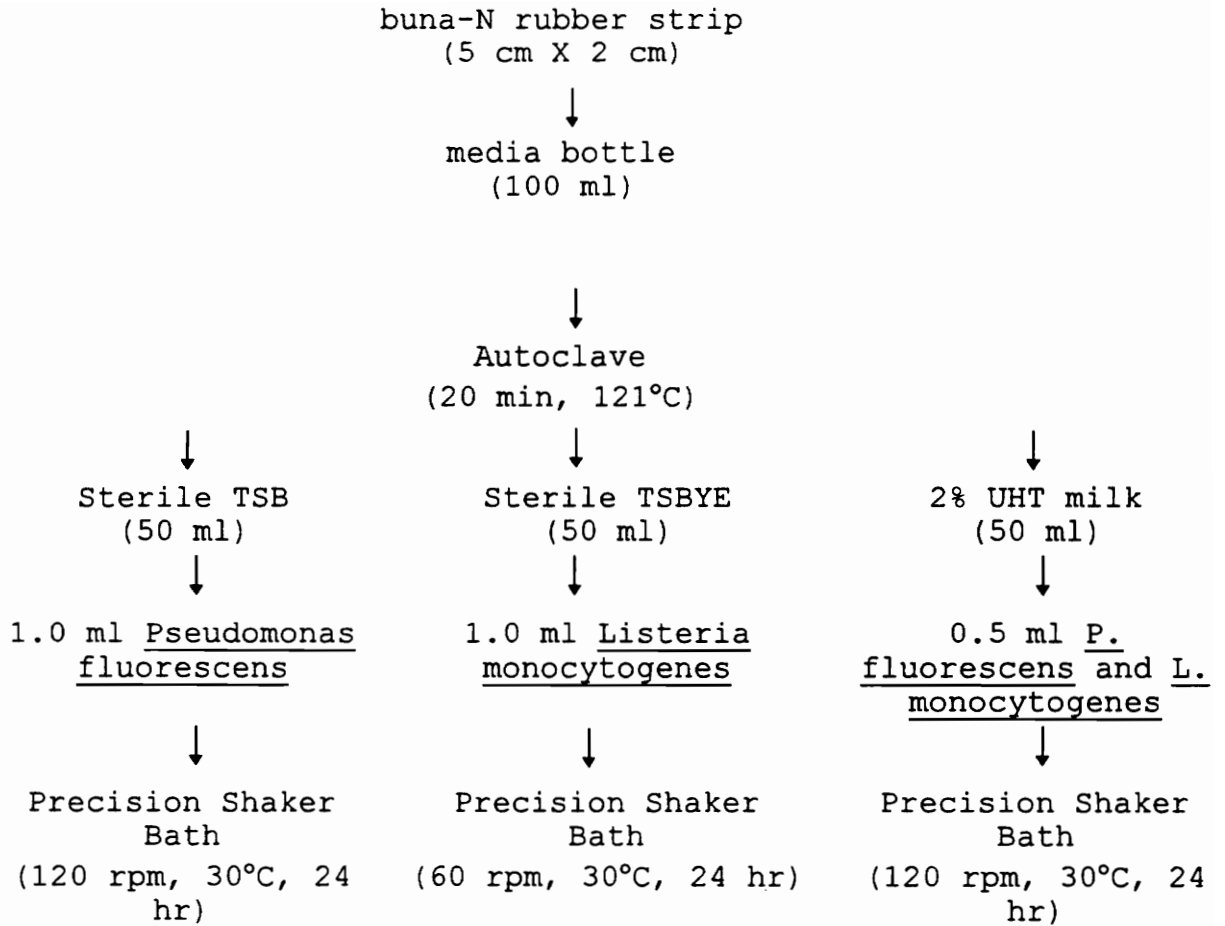 buna-N rubber strip
(5 cm X 2 cm)
media bottle
(100 ml)
Autoclave
(20 min, 121°C)
Sterile TSB
(50 ml)
1.0 ml Pseudomonas
fluorescens
Precision Shaker
Bath
(120 rpm, 30°C, 24
hr)
Sterile TSBYE
(50 ml)
1.0 ml Listeria
monocytogenes
Precision Shaker
Bath
(60 rpm, 30°C, 24 hr)
2% UHT milk
(50 ml)
0.5 ml P.
fluorescens and L.
monocytogenes
Precision Shaker
Bath
(120 rpm, 30°C, 24
hr)